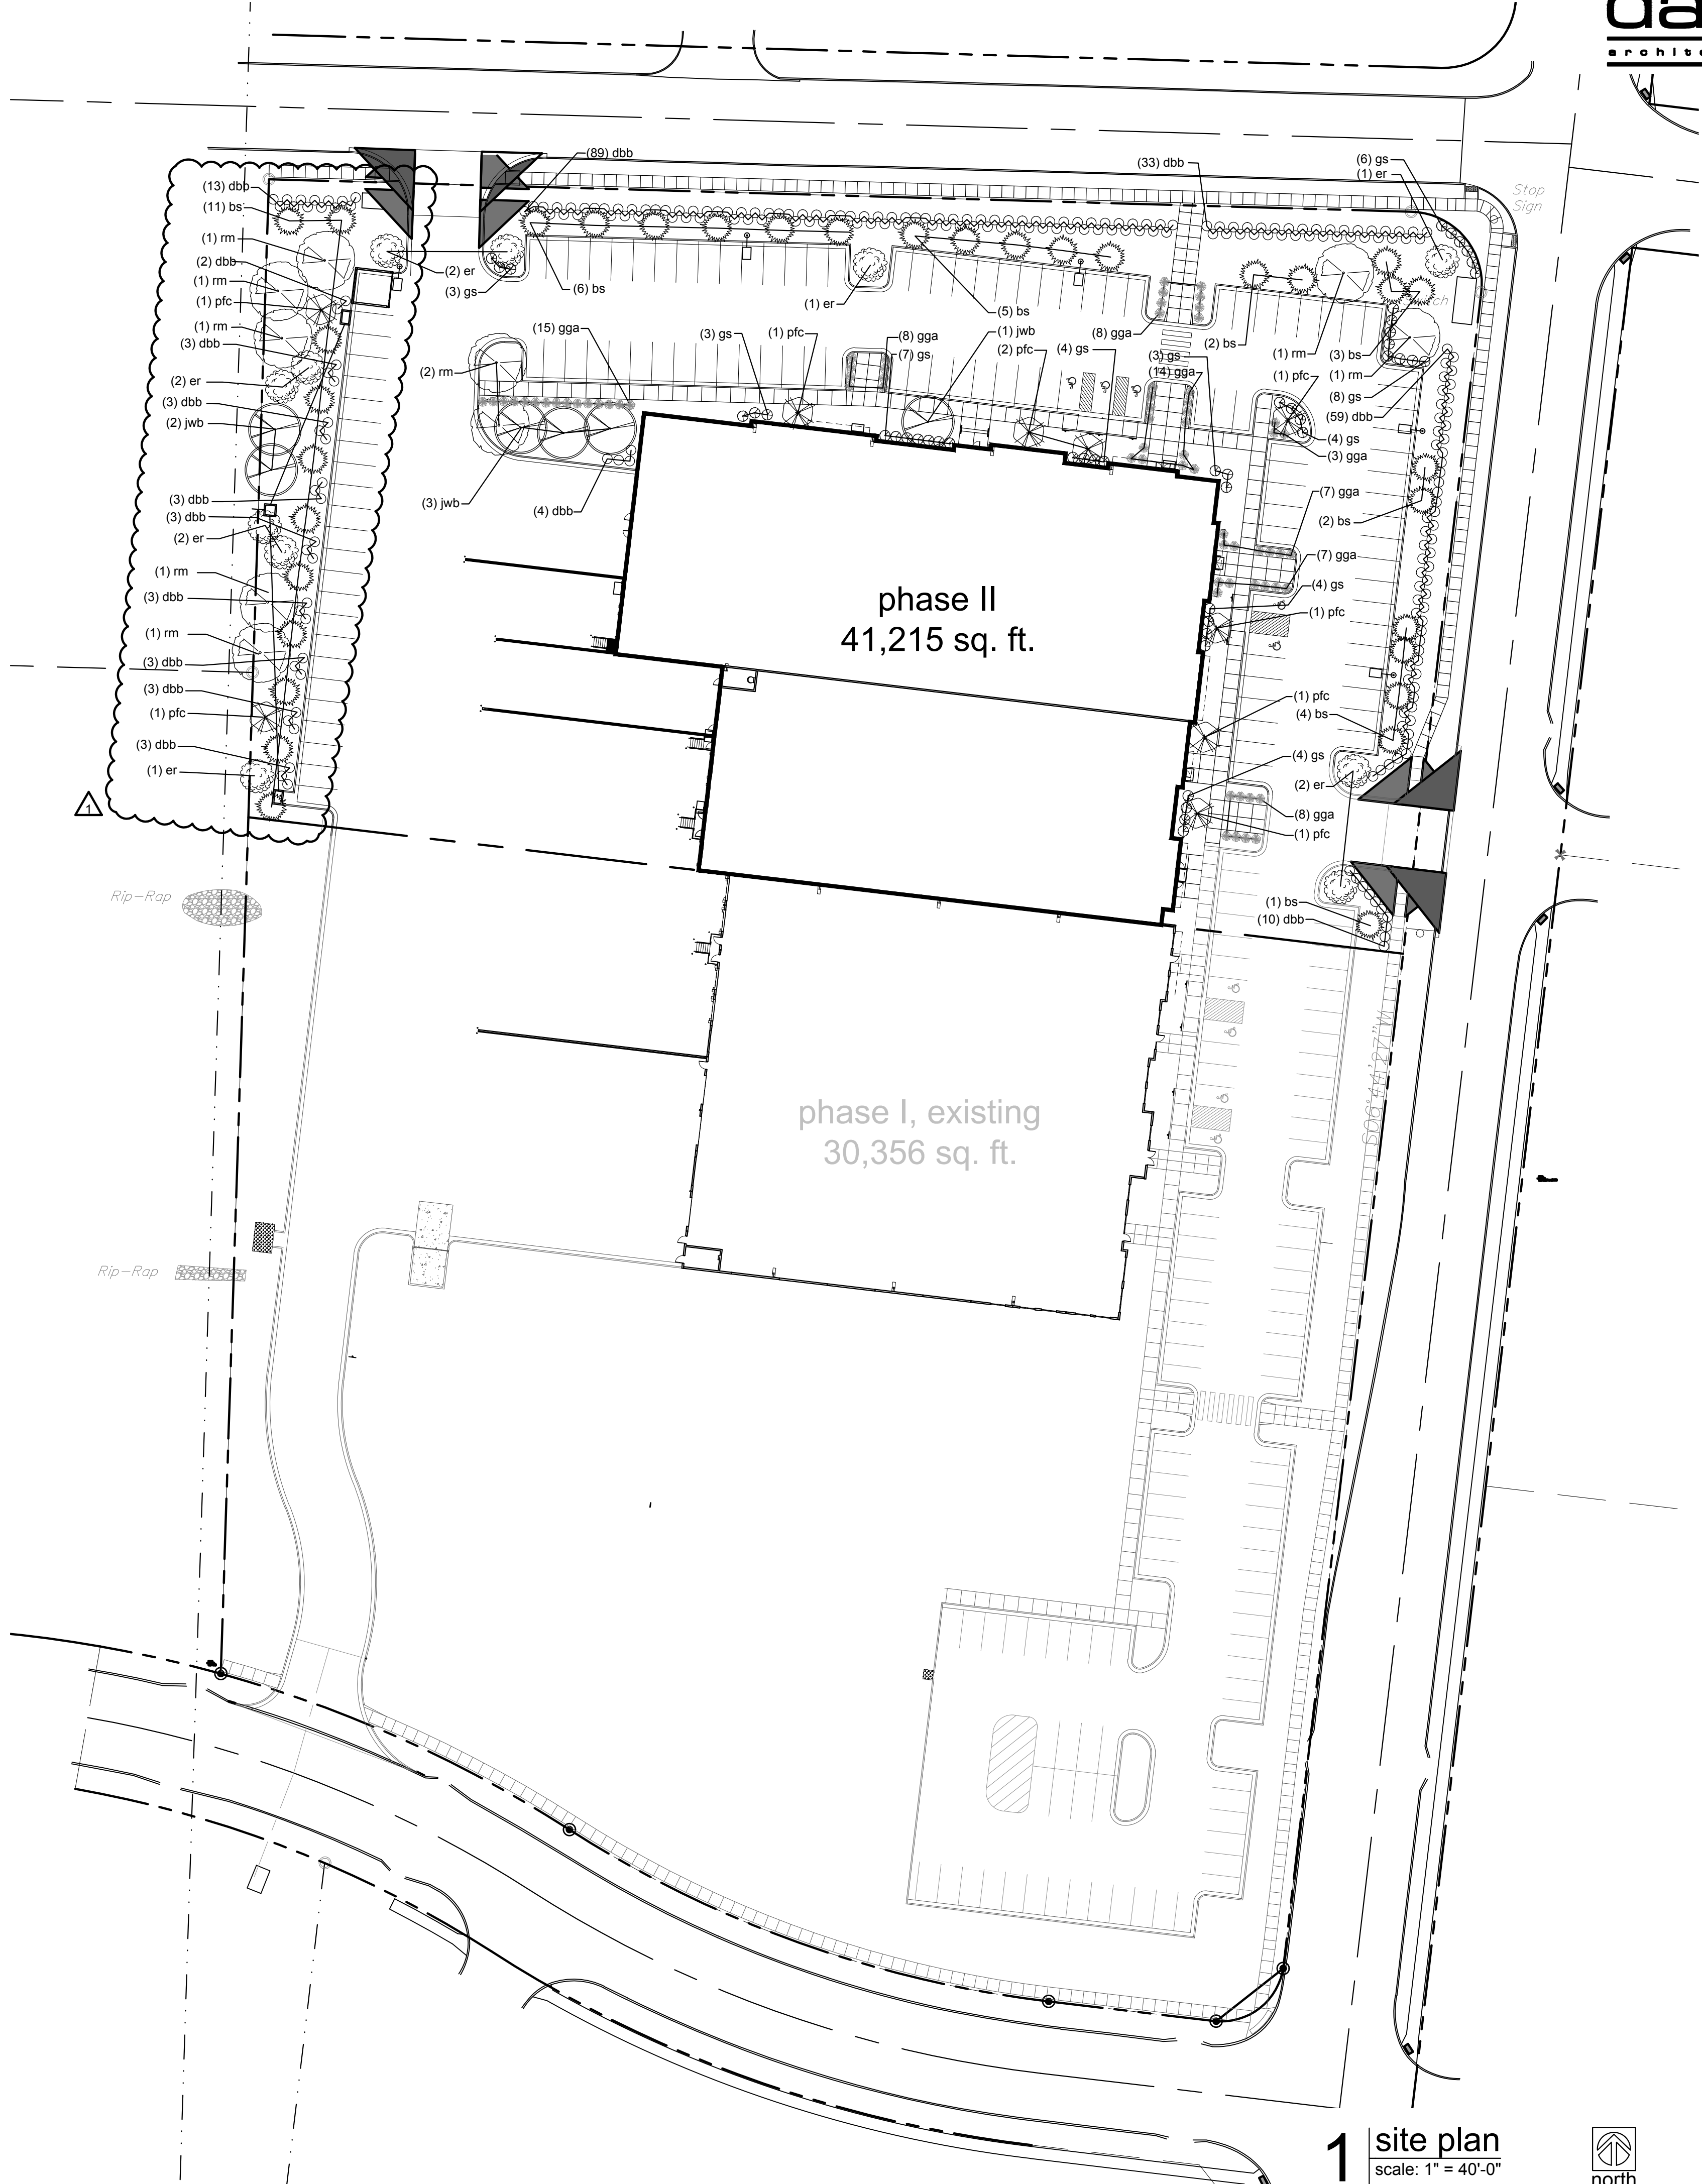 (89) dbb
(33) dbb
(6) gs
(1) er
Stop
Sign
(13) dbb
(11) bs
(1) rm
(2) dbb
(1) rm
(1) pfc
(1) rm
(3) dbb
(2) er
(3) dbb
(2) jwb
(3) dbb
(3) dbb
(2) er
(1) rm
(3) dbb
(1) rm
(3) dbb
(3) dbb
(1) pfc
(3) dbb
(1) er
1
(2) er
(3) gs
(6) bs
(1) er
(5) bs
(15) gga
(3) gs
(1) pfc
(8) gga
(7) gs
(1) jwb
(2) pfc
(4) gs
(8) gga
(3) gs
(14) gga
(2) bs
(1) rm
(1) pfc
(3) bs
(1) rm
(8) gs
(59) dbb
(4) gs
(3) gga
(2) rm
(3) jwb
(4) dbb
(7) gga
(2) bs
(7) gga
(4) gs
(1) pfc
(1) pfc
(4) bs
(4) gs
(2) er
(8) gga
(1) pfc
(1) bs
(10) dbb
phase II
41,215 sq. ft.
Rip-Rap
S06°44'27"W
phase I, existing
30,356 sq. ft.
Rip-Rap
1
site plan
scale: 1" = 40'-0"
north